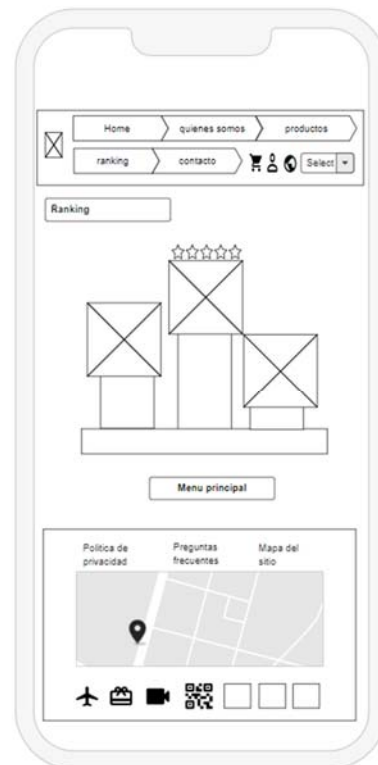 Home quienes somos productos
ranking contacto Select
Ranking
Menu principal
Politica de Preguntas Mapa del
privacidad frecuentes sitio